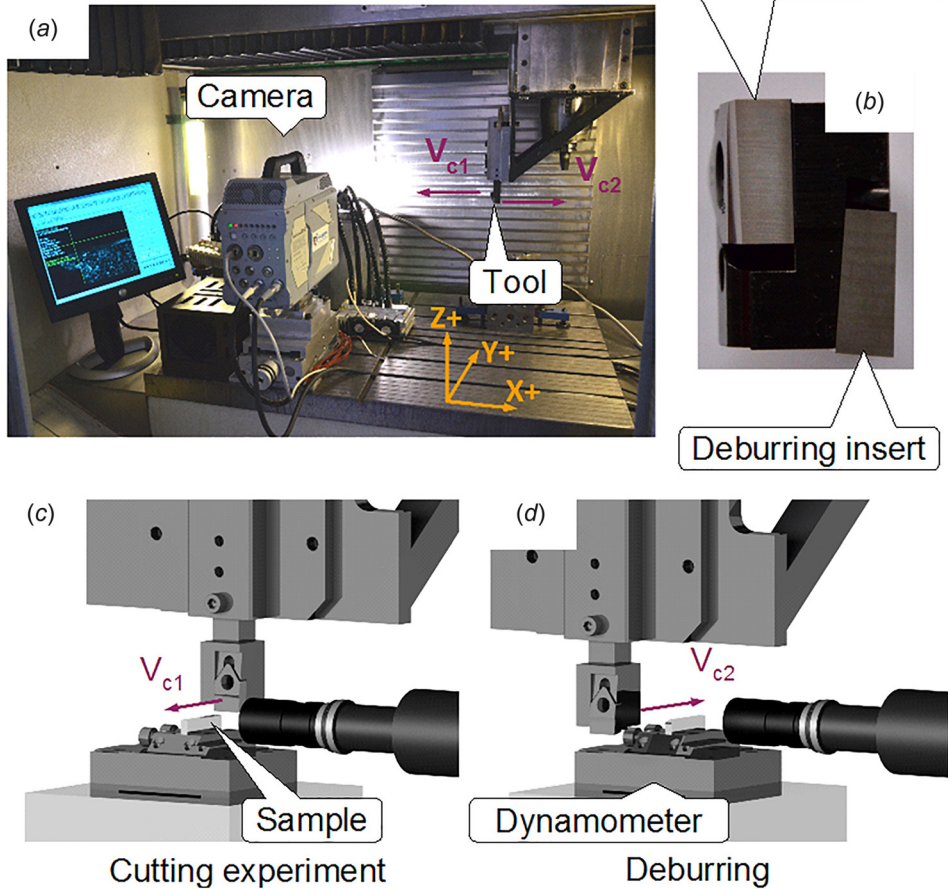 (a)
Camera
Vc1
Vc2
Tool
Z+
Y+
X+
(b)
Deburring insert
(c)
Vc1
Sample
Cutting experiment
(d)
Vc2
Dynamometer
Deburring